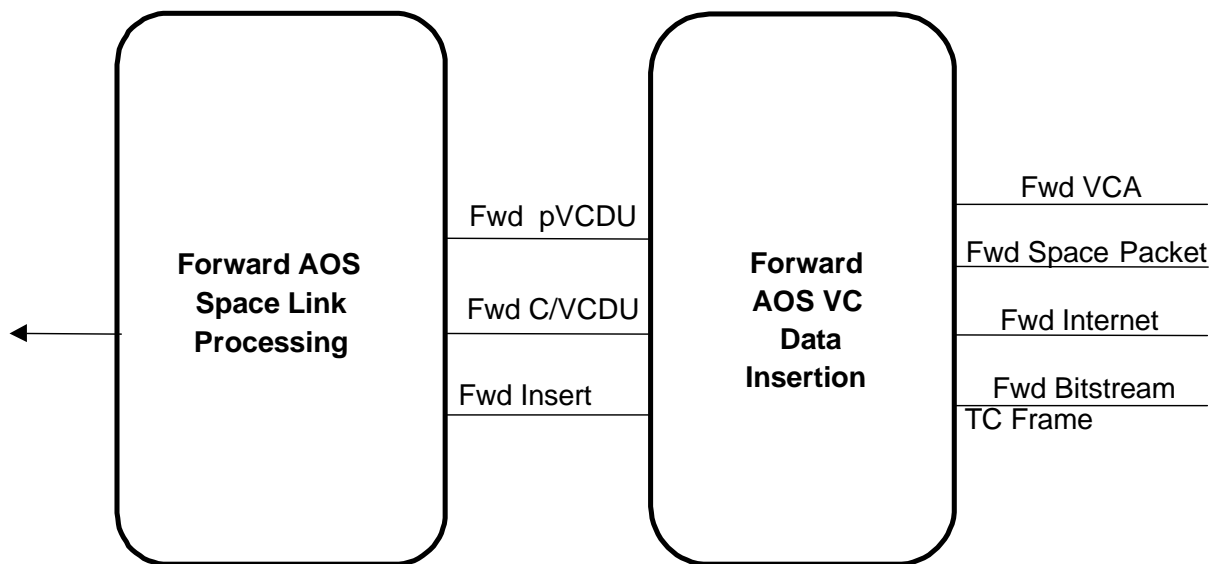 Forward AOS
Space Link
Processing
Fwd pVCDU
Fwd C/VCDU
Fwd Insert
Forward
AOS VC
Data
Insertion
Fwd VCA
Fwd Space Packet
Fwd Internet
Fwd Bitstream
TC Frame